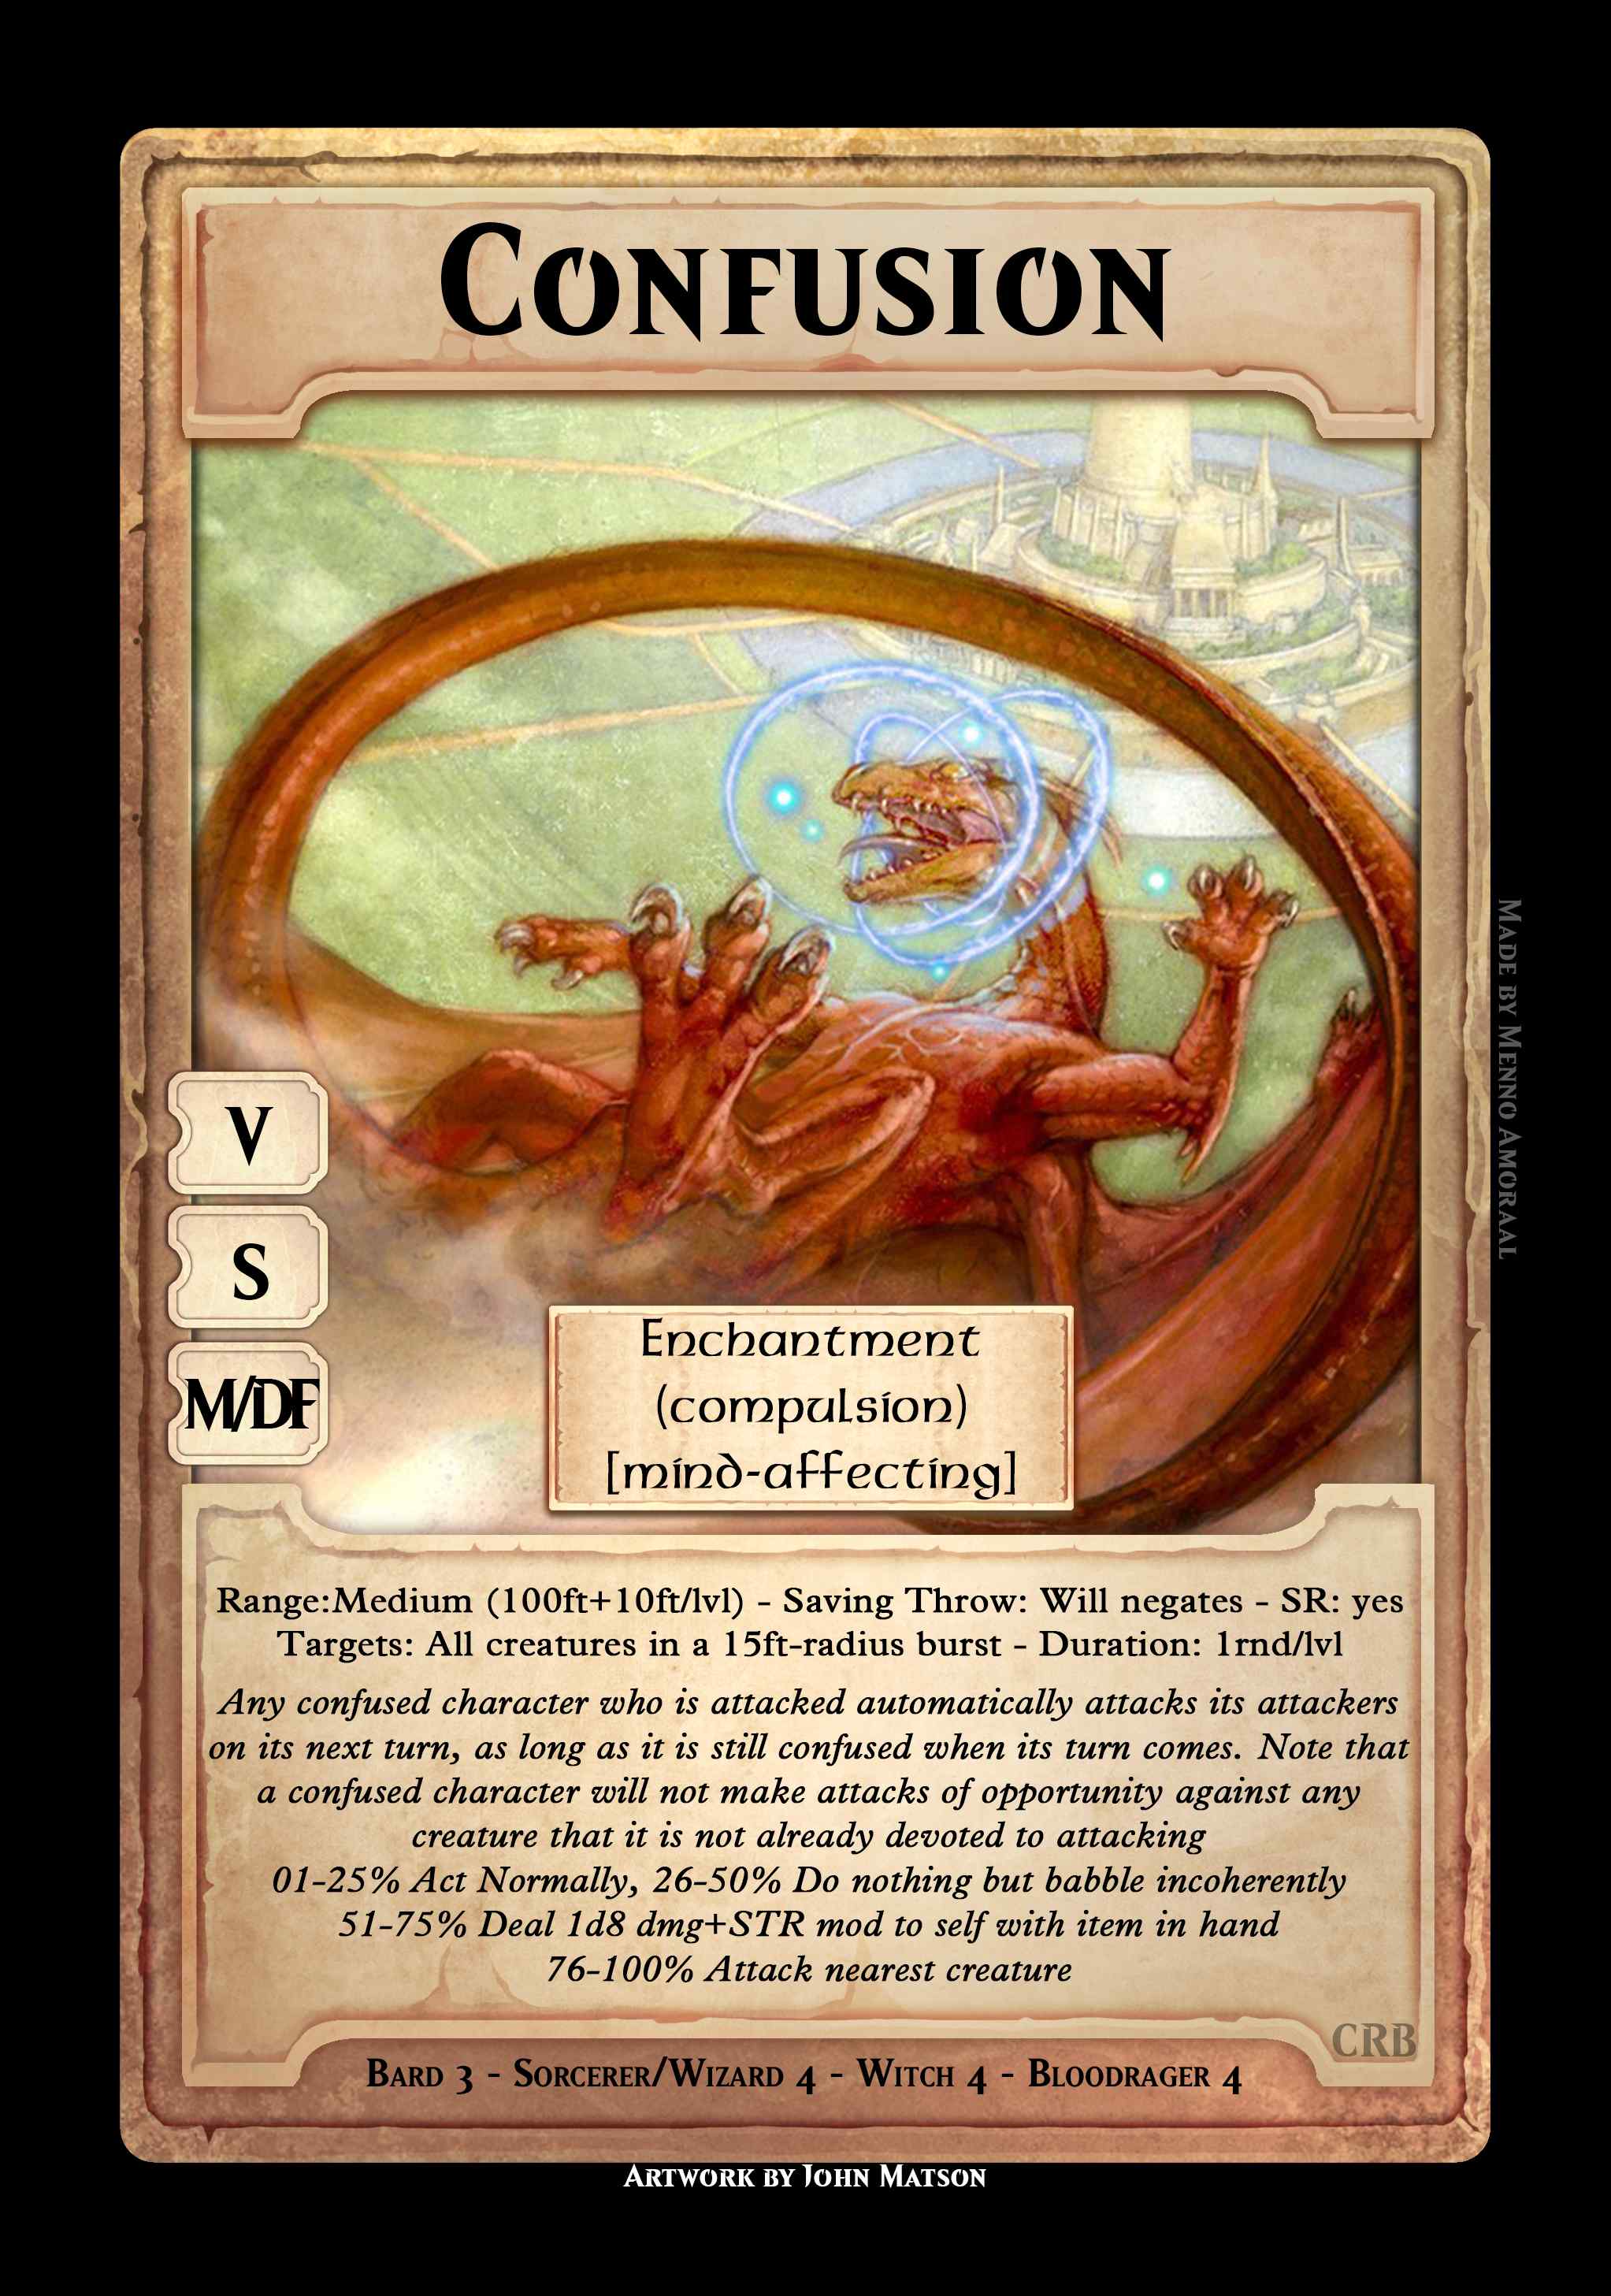 Confusion
V
S
M/DF
Enchantment
(compulsion)
[mind-affecting]
Range:Medium (100ft+10ft/lvl) - Saving Throw: Will negates - SR: yes
Targets: All creatures in a 15ft-radius burst - Duration: 1rnd/lvl
Any confused character who is attacked automatically attacks its attackers
on its next turn, as long as it is still confused when its turn comes. Note that
a confused character will not make attacks of opportunity against any
creature that it is not already devoted to attacking
01-25% Act Normally, 26-50% Do nothing but babble incoherently
51-75% Deal 1d8 dmg+STR mod to self with item in hand
76-100% Attack nearest creature
CRB
Bard 3 - Sorcerer/Wizard 4 - Witch 4 - Bloodrager 4
Artwork by John Matson
Made by Menno Amoraal